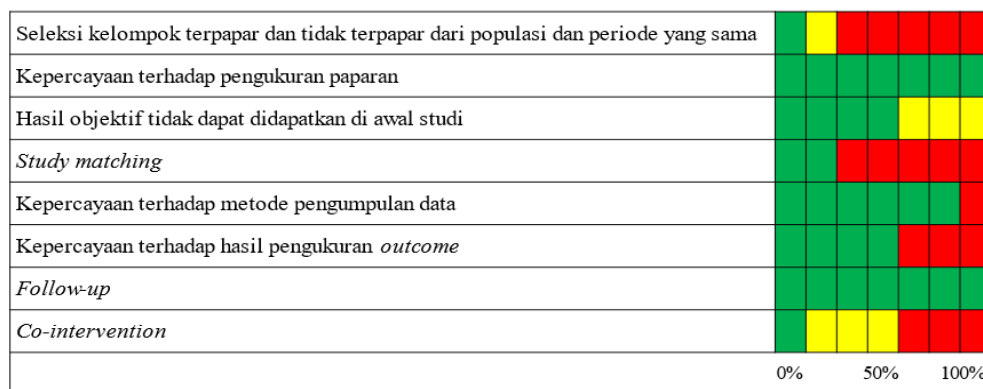 Seleksi kelompok terpapar dan tidak terpapar dari populasi dan periode yang sama
Kepercayaan terhadap pengukuran paparan
Hasil objektif tidak dapat didapatkan di awal studi
Study matching
Kepercayaan terhadap metode pengumpulan data
Kepercayaan terhadap hasil pengukuran outcome
Follow-up
Co-intervention
0% 50% 100%